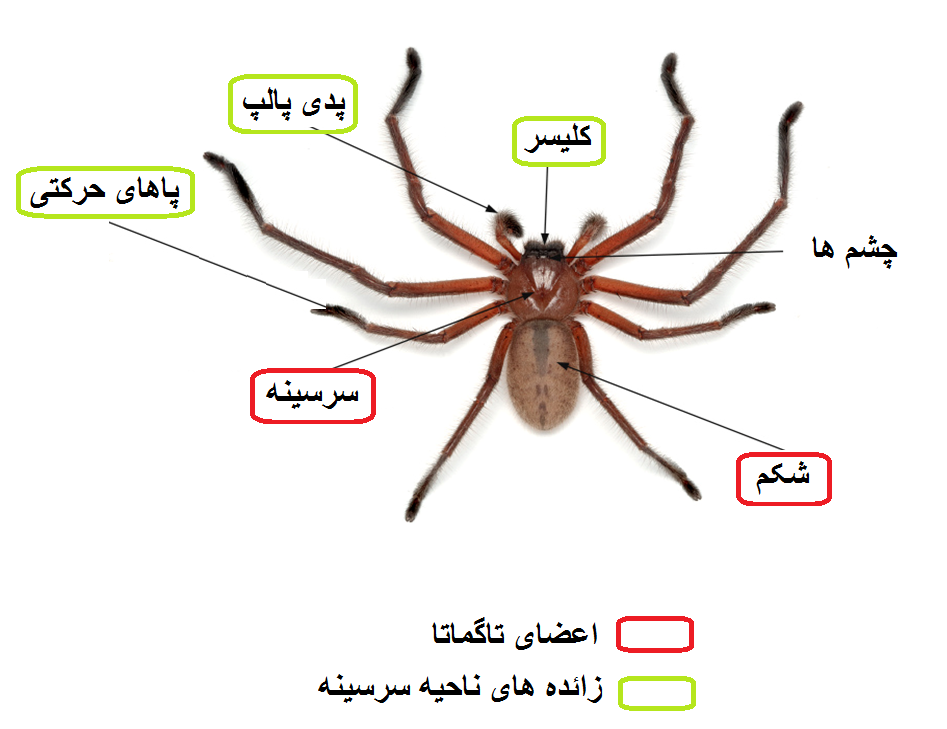 پدی پالپ
کلیسر
پاهای حرکتی
چشم ها
سرسینه
شکم
اعضای تاگماتا
زائده های ناحیه سرسینه